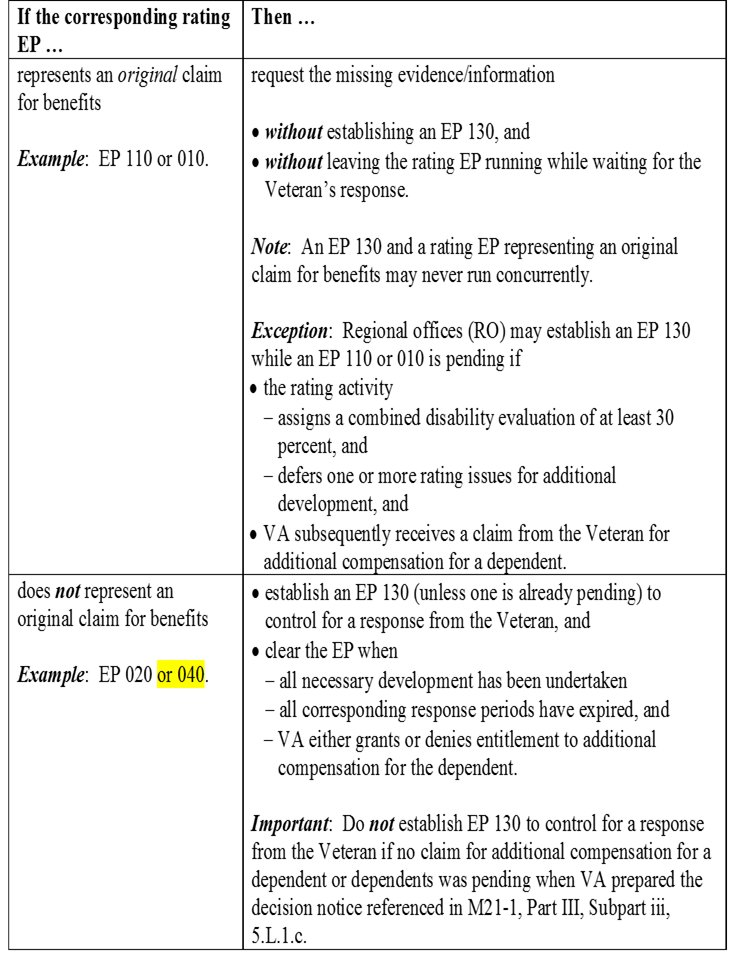 If the corresponding rating
EP …
Then …
represents an original claim
for benefits
Example:  EP 110 or 010.
request the missing evidence/information
• without establishing an EP 130, and
• without leaving the rating EP running while waiting for the
Veteran’s response.
Note:  An EP 130 and a rating EP representing an original
claim for benefits may never run concurrently.
Exception:  Regional offices (RO) may establish an EP 130
while an EP 110 or 010 is pending if
• the rating activity
– assigns a combined disability evaluation of at least 30
percent, and
– defers one or more rating issues for additional
development, and
• VA subsequently receives a claim from the Veteran for
additional compensation for a dependent.
does not represent an
original claim for benefits
Example:  EP 020 or 040.
• establish an EP 130 (unless one is already pending) to
control for a response from the Veteran, and
• clear the EP when
– all necessary development has been undertaken
– all corresponding response periods have expired, and
– VA either grants or denies entitlement to additional
compensation for the dependent.
Important:  Do not establish EP 130 to control for a response
from the Veteran if no claim for additional compensation for a
dependent or dependents was pending when VA prepared the
decision notice referenced in M21-1, Part III, Subpart iii,
5.L.1.c.